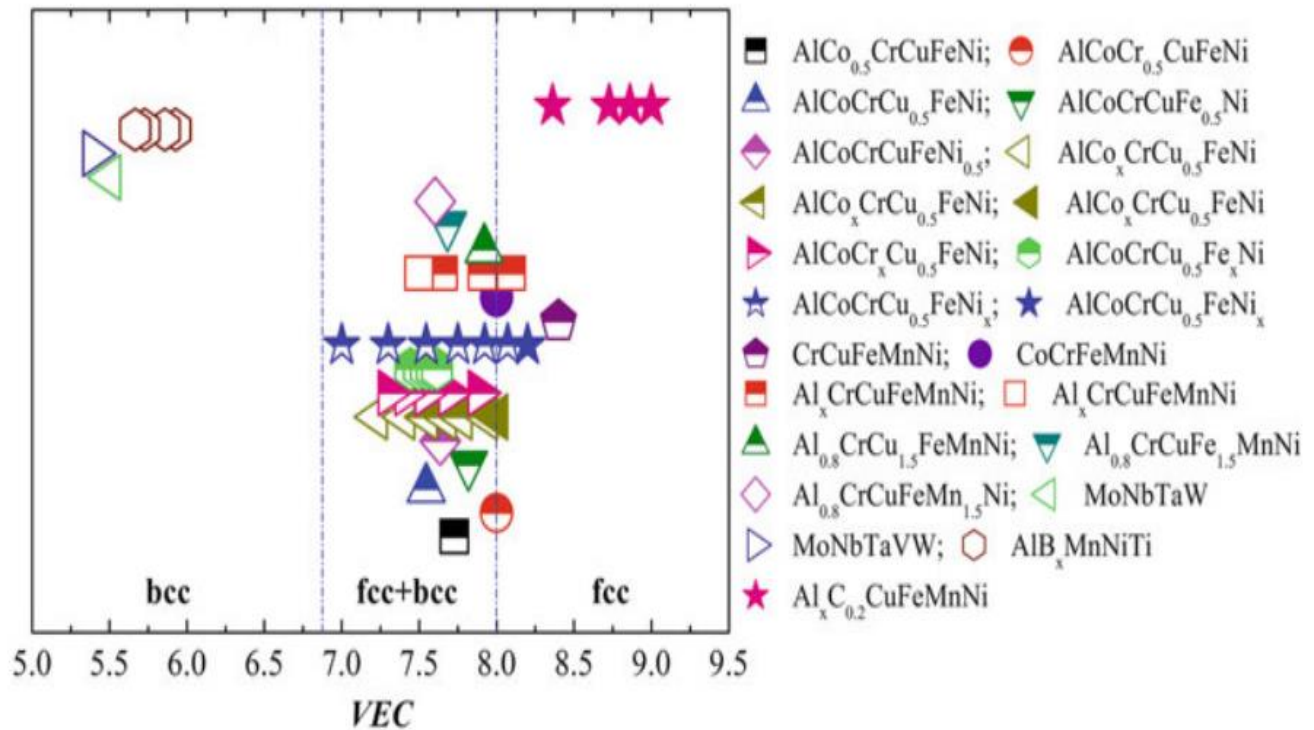 AlCo₀.₅CrCuFeNi; AlCoCr₀.₅CuFeNi
AlCoCrCu₀.₅FeNi; AlCoCrCuFe₀.₅Ni
AlCoCrCuFeNi₀.₅; AlCoₓCrCu₀.₅FeNi
AlCoₓCrCu₀.₅FeNi; AlCoₓCrCu₀.₅FeNi
AlCoCrₓCu₀.₅FeNi; AlCoCrCu₀.₅FeₓNi
AlCoCrCu₀.₅FeNiₓ; AlCoCrCu₀.₅FeNiₓ
CrCuFeMnNi; CoCrFeMnNi
AlₓCrCuFeMnNi; AlₓCrCuFeMnNi
Al₀.₈CrCu₁.₅FeMnNi; Al₀.₈CrCuFe₁.₅MnNi
Al₀.₈CrCuFeMn₁.₅Ni; MoNbTaW
MoNbTaVW; AlBₓMnNiTi
AlₓC₀.₂CuFeMnNi
bcc fcc+bcc fcc
5.0 5.5 6.0 6.5 7.0 7.5 8.0 8.5 9.0 9.5
VEC